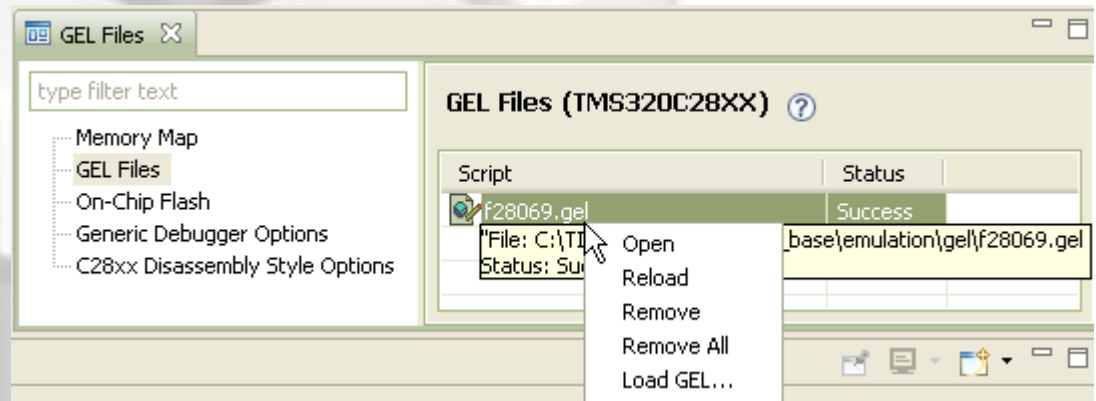 GEL Files
type filter text
Memory Map
GEL Files
On-Chip Flash
Generic Debugger Options
C28xx Disassembly Style Options
GEL Files (TMS320C28XX)
Script Status
f28069.gel Success
"File: C:\TI _base\emulation\gel\f28069.gel
Status: Su
Open
Reload
Remove
Remove All
Load GEL...